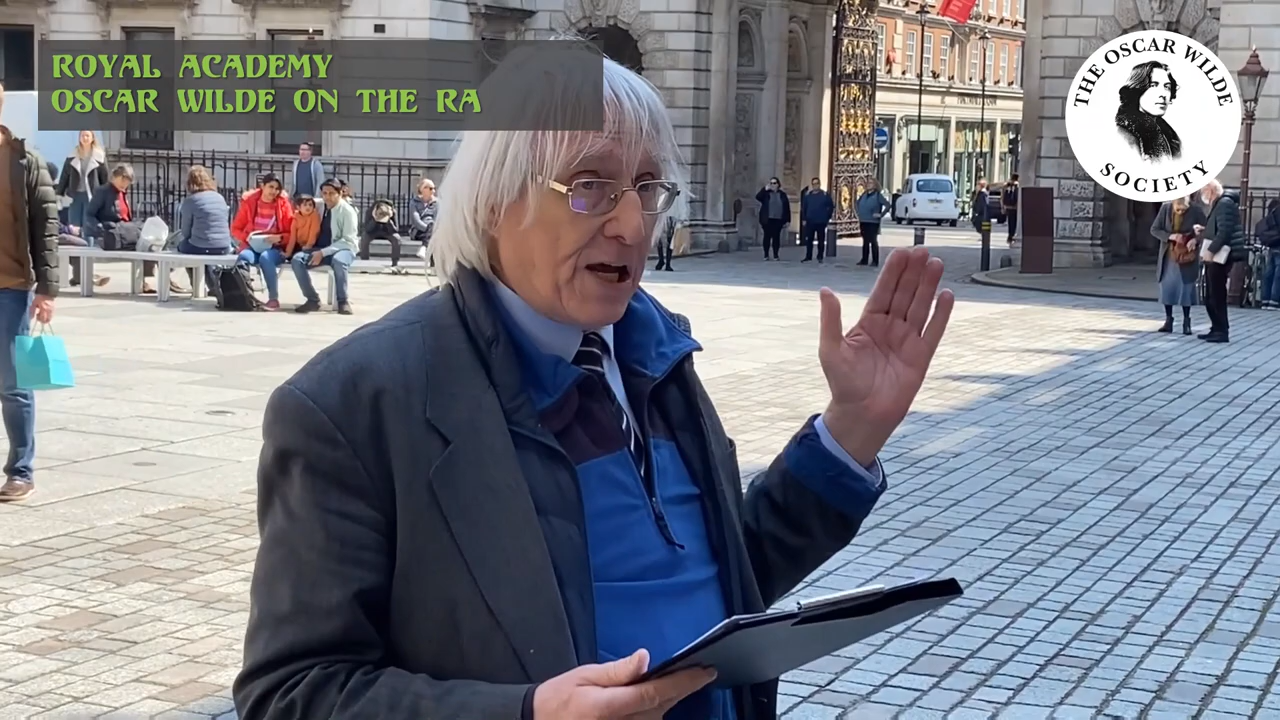 ROYAL ACADEMY
OSCAR WILDE ON THE RA
THE OSCAR WILDE
SOCIETY